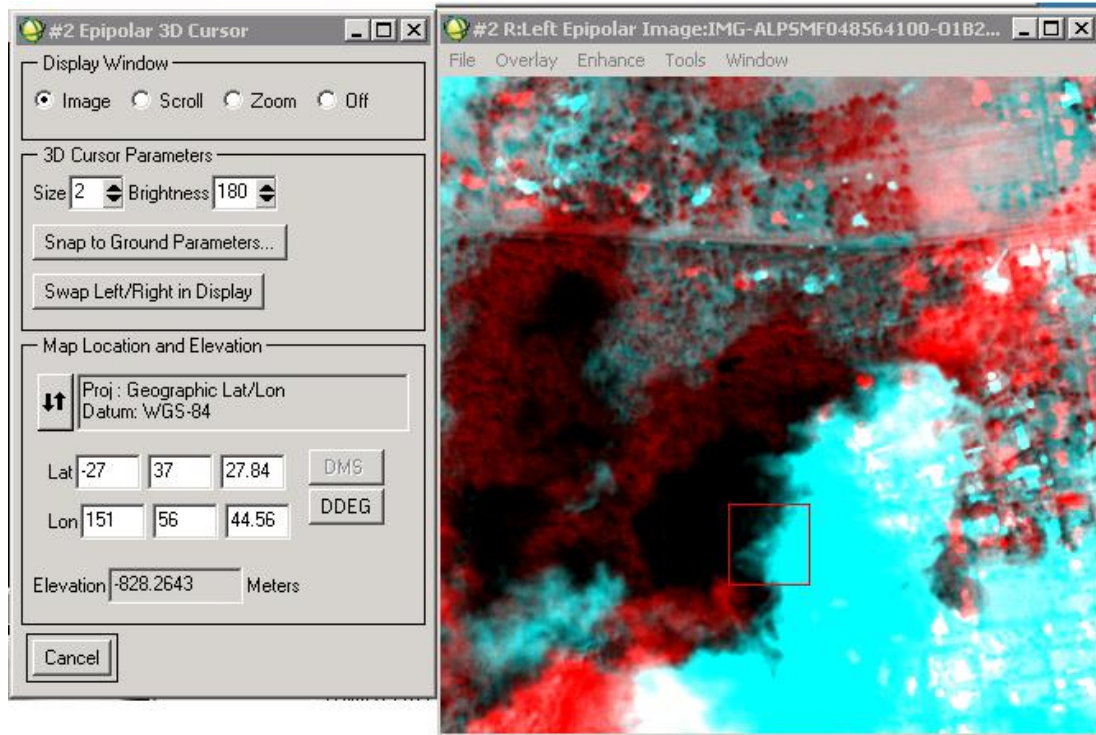 #2 Epipolar 3D Cursor
Display Window
Image Scroll Zoom Off
3D Cursor Parameters
Size 2 Brightness 180
Snap to Ground Parameters...
Swap Left/Right in Display
Map Location and Elevation
Proj : Geographic Lat/Lon
Datum: WGS-84
Lat -27 37 27.84 DMS
Lon 151 56 44.56 DDEG
Elevation -828.2643 Meters
Cancel
#2 R:Left Epipolar Image:IMG-ALPSMF048564100-O1B2...
File Overlay Enhance Tools Window